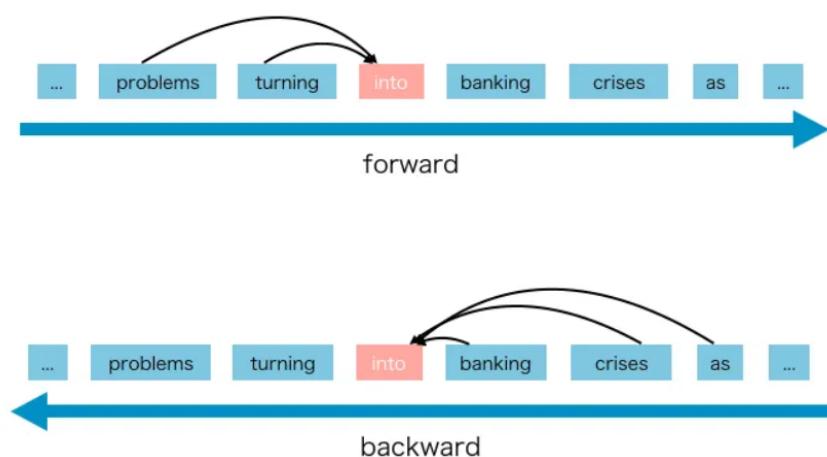 ... problems turning into banking crises as ...
forward
... problems turning into banking crises as ...
backward